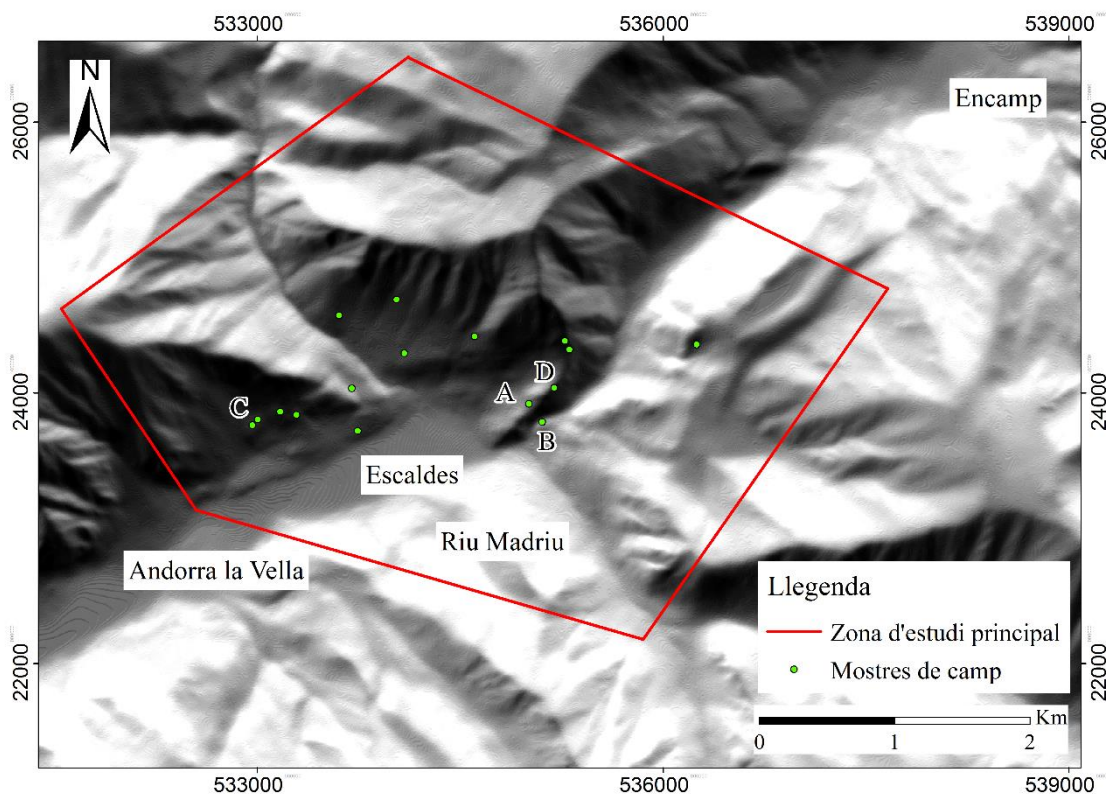 533000
536000
539000
N
Encamp
26000
26000
D
A
24000
24000
C
B
Escaldes
Riu Madriu
Andorra la Vella
Llegenda
Zona d'estudi principal
Mostres de camp
22000
22000
Km
0
1
2
533000
536000
539000